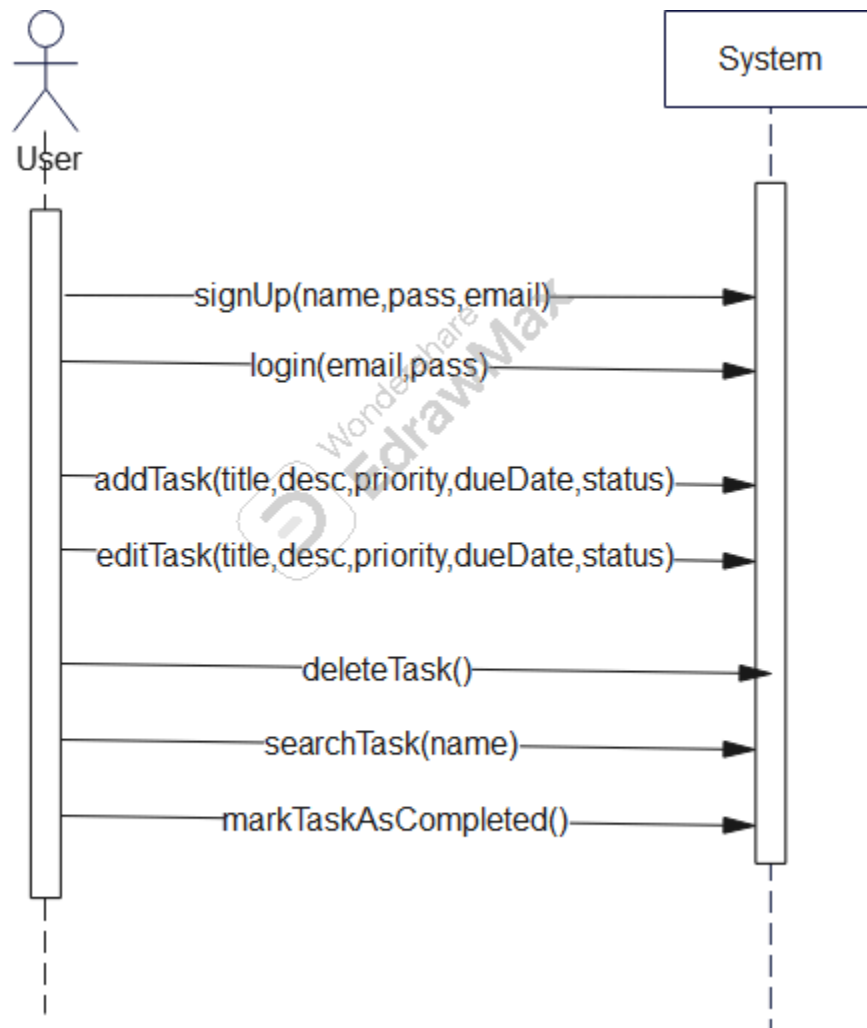 System
User
signUp(name,pass,email)
login(email,pass)
Wondershare
EdrawMax
addTask(title,desc,priority,dueDate,status)
editTask(title,desc,priority,dueDate,status)
deleteTask()
searchTask(name)
markTaskAsCompleted()